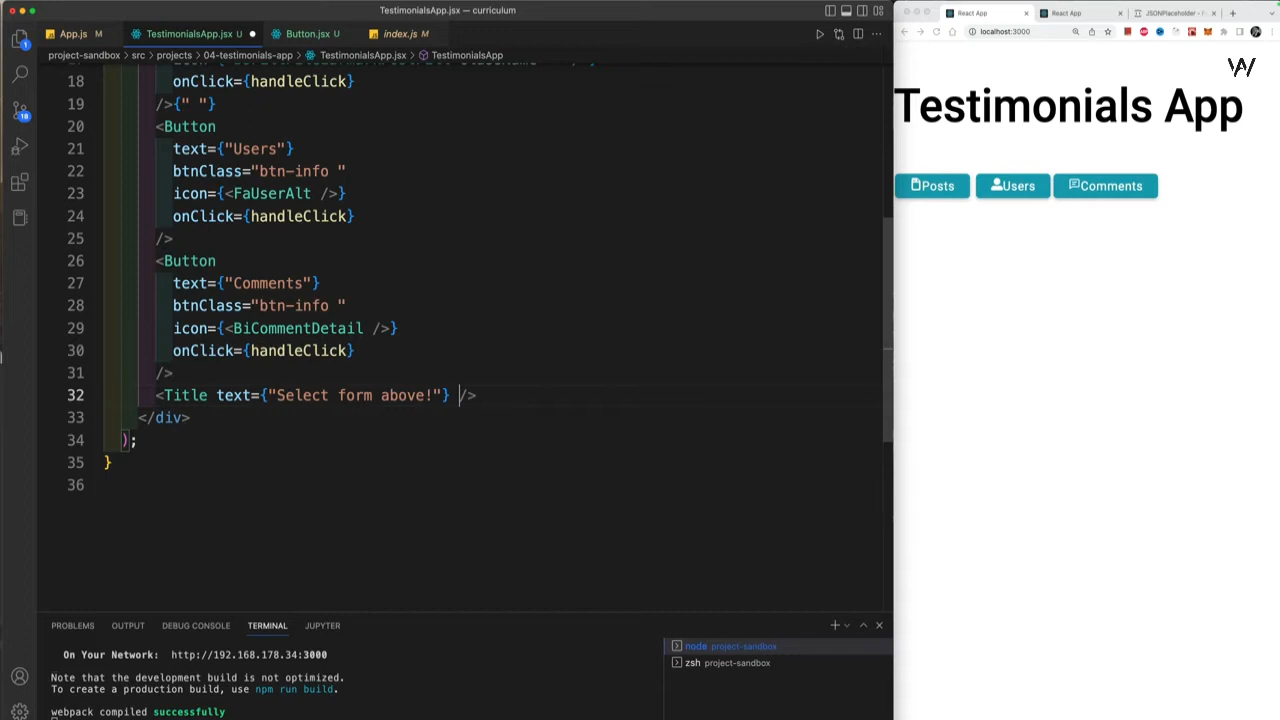 TestimonialsApp.jsx — curriculum
App.js M
TestimonialsApp.jsx U
Button.jsx U
index.js M
React App
React App
JSONPlaceholder
localhost:3000
project-sandbox > src > projects > 04-testimonials-app > TestimonialsApp.jsx > TestimonialsApp
18 onClick={handleClick}
19 />{" "}
20 <Button
21 text={"Users"}
22 btnClass="btn-info "
23 icon={<FaUserAlt />}
24 onClick={handleClick}
25 />
26 <Button
27 text={"Comments"}
28 btnClass="btn-info "
29 icon={<BiCommentDetail />}
30 onClick={handleClick}
31 />
32 <Title text={"Select form above!"} />
33 </div>
34 );
35 }
36
1
18
Testimonials App
Posts
Users
Comments
PROBLEMS OUTPUT DEBUG CONSOLE TERMINAL JUPYTER
node project-sandbox
zsh project-sandbox
On Your Network: http://192.168.178.34:3000
Note that the development build is not optimized.
To create a production build, use npm run build.
webpack compiled successfully